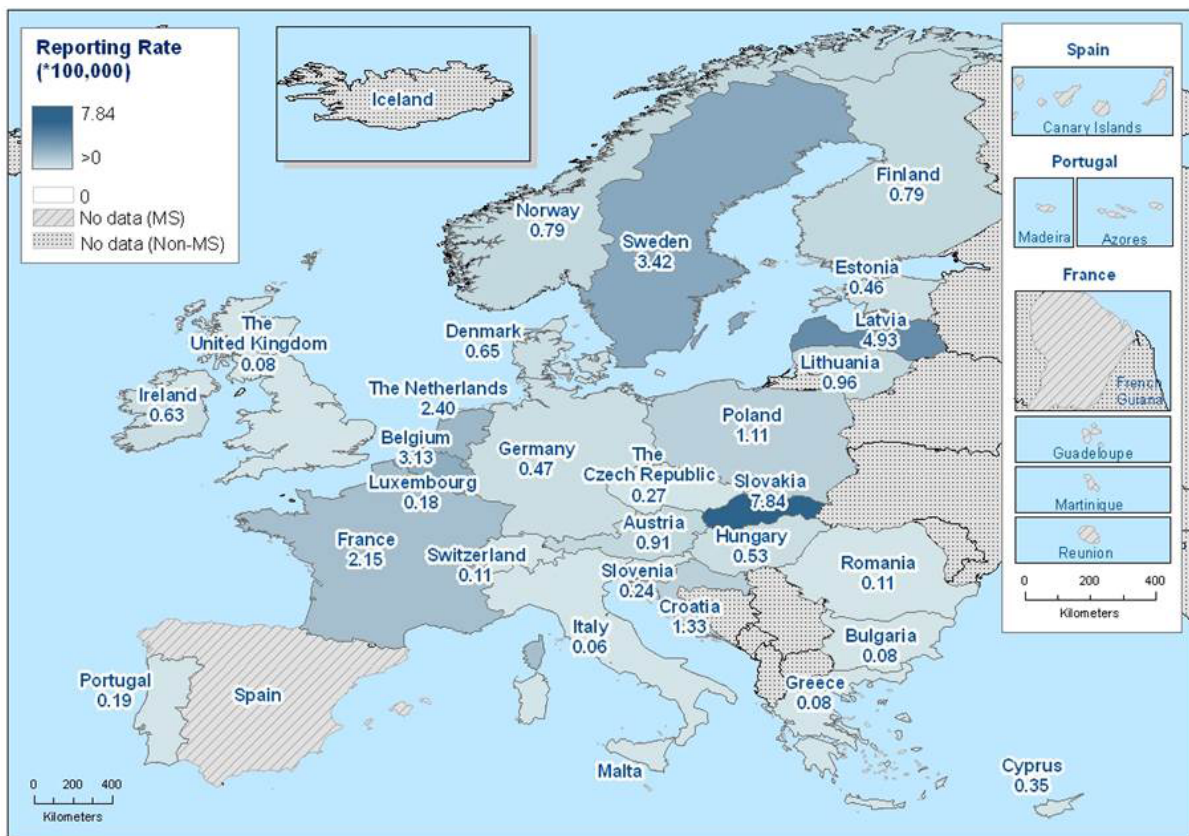 Reporting Rate
(*100,000)
7.84
>0
0
No data (MS)
No data (Non-MS)
Iceland
Spain
Canary Islands
Portugal
Madeira
Azores
France
French
Guiana
Guadeloupe
Martinique
Reunion
0 200 400
Kilometers
Finland
0.79
Norway
0.79
Sweden
3.42
Estonia
0.46
Latvia
4.93
Lithuania
0.96
Denmark
0.65
The
United Kingdom
0.08
Ireland
0.63
The Netherlands
2.40
Belgium
3.13
Luxembourg
0.18
Germany
0.47
Poland
1.11
The
Czech Republic
0.27
Slovakia
7.84
Austria
0.91
Hungary
0.53
France
2.15
Switzerland
0.11
Slovenia
0.24
Croatia
1.33
Romania
0.11
Italy
0.06
Bulgaria
0.08
Greece
0.08
Portugal
0.19
Spain
Malta
Cyprus
0.35
0 200 400
Kilometers